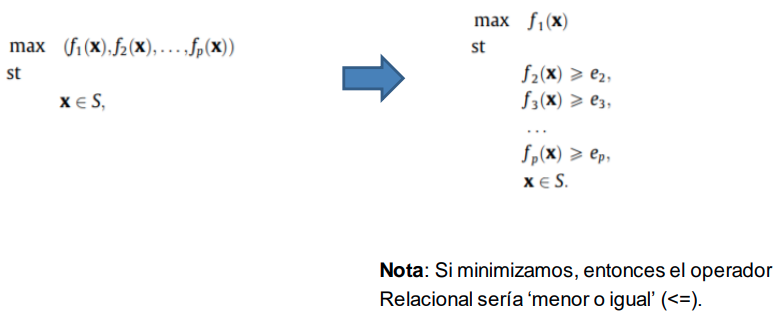 max (f₁(x),f₂(x),...,fₚ(x))
st
x ∈ S,
max f₁(x)
st
f₂(x) ⩾ e₂,
f₃(x) ⩾ e₃,
...
fₚ(x) ⩾ eₚ,
x ∈ S.
Nota: Si minimizamos, entonces el operador
Relacional sería ‘menor o igual’ (<=).